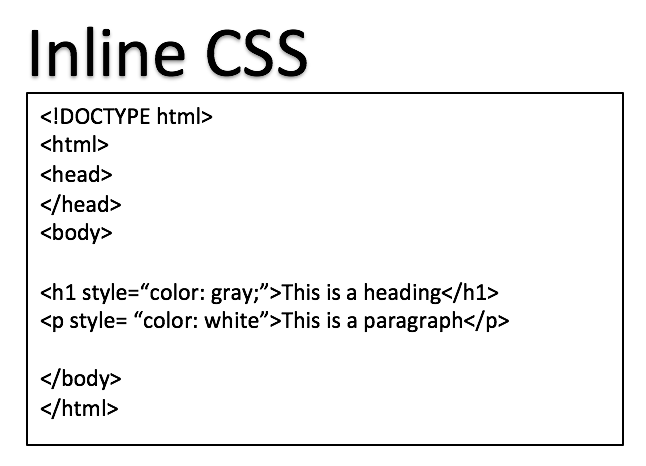 Inline CSS
<!DOCTYPE html>
<html>
<head>
</head>
<body>
<h1 style=“color: gray;”>This is a heading</h1>
<p style= “color: white”>This is a paragraph</p>
</body>
</html>